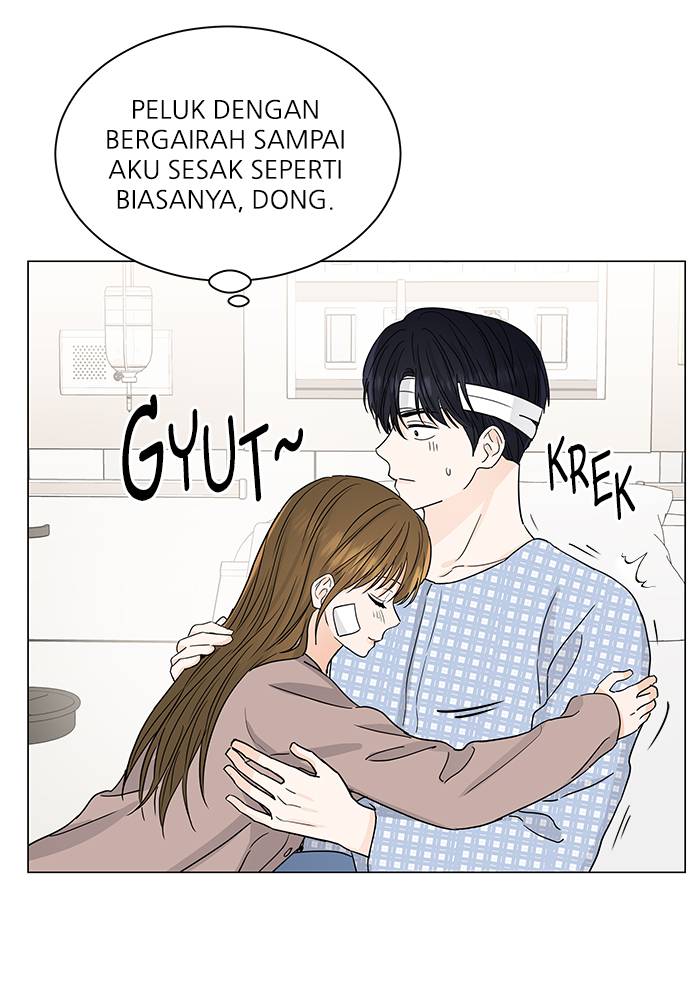 PELUK DENGAN
BERGAIRAH SAMPAI
AKU SESAK SEPERTI
BIASANYA, DONG.
GYUT~
KREK